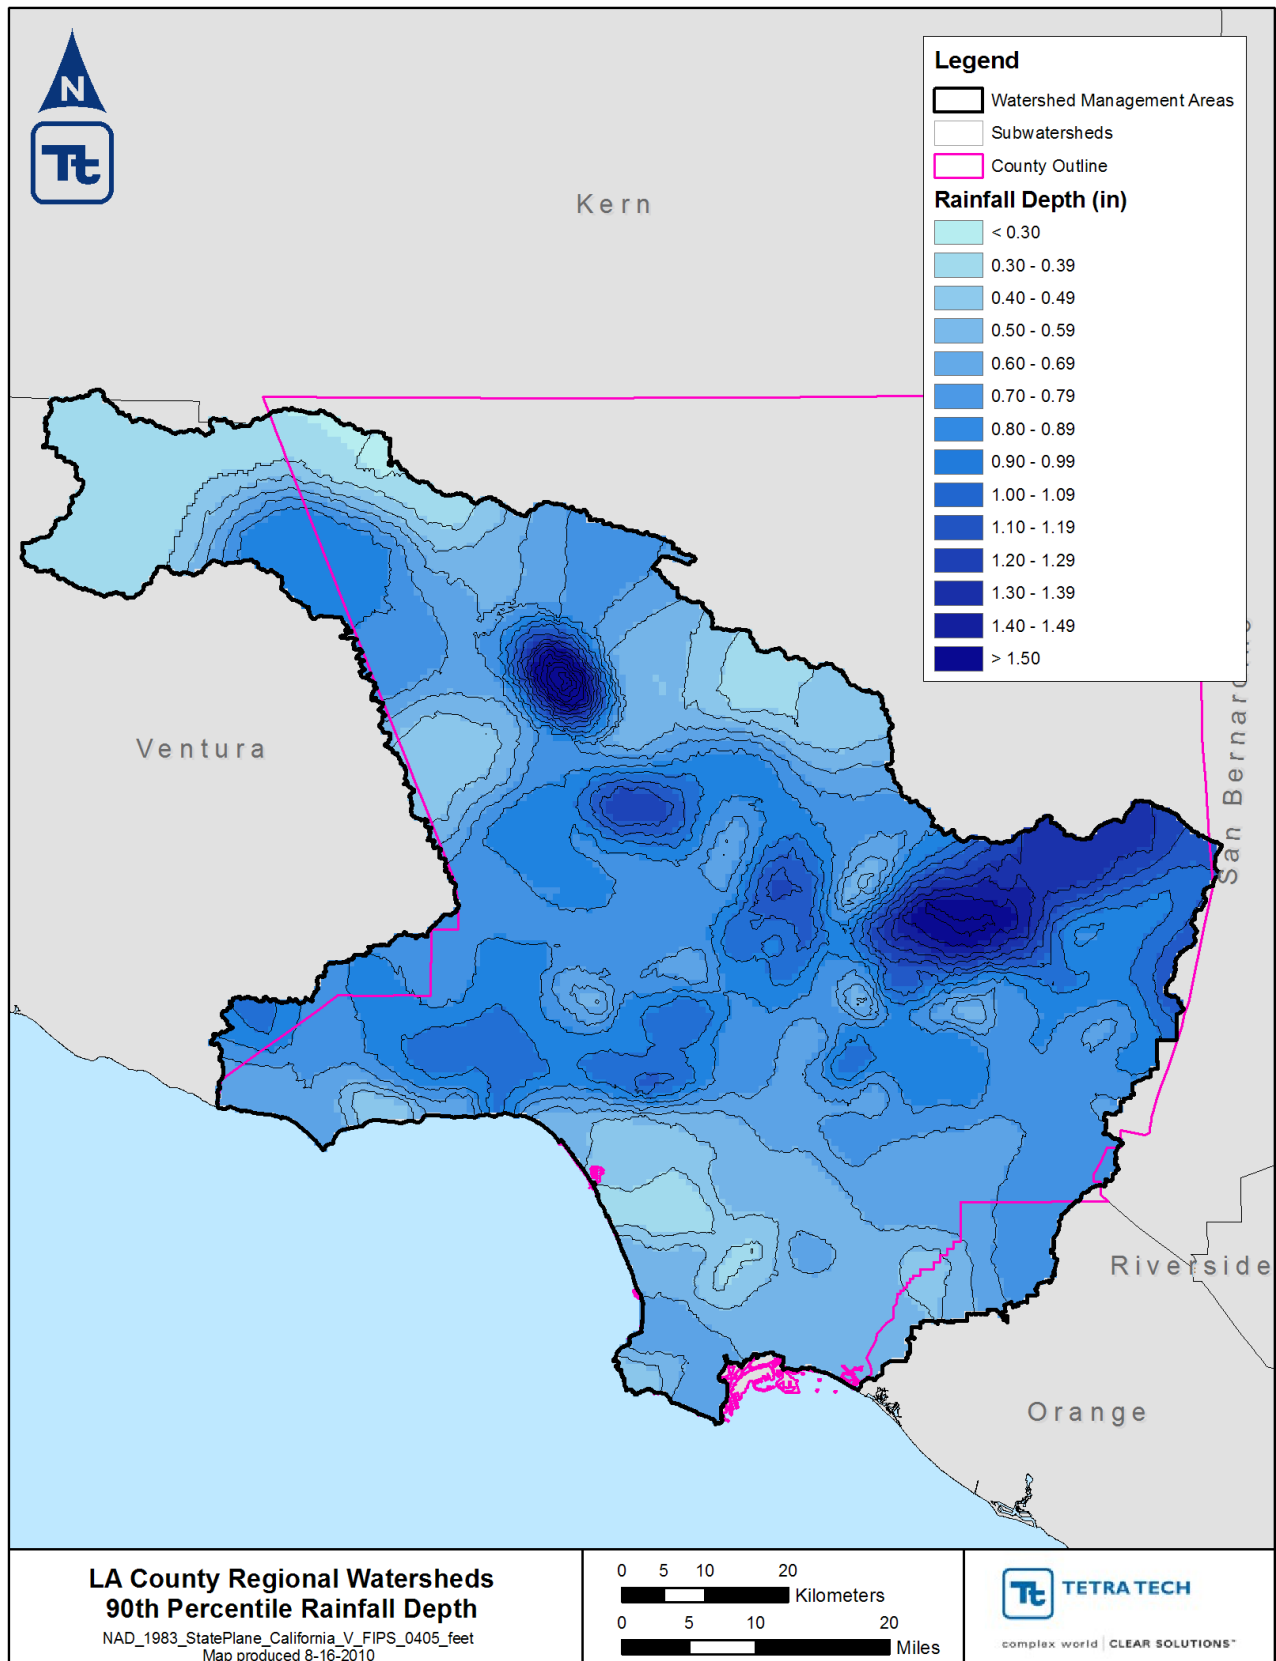 N
Tt
Kern
Legend
Watershed Management Areas
Subwatersheds
County Outline
Rainfall Depth (in)
< 0.30
0.30 - 0.39
0.40 - 0.49
0.50 - 0.59
0.60 - 0.69
0.70 - 0.79
0.80 - 0.89
0.90 - 0.99
1.00 - 1.09
1.10 - 1.19
1.20 - 1.29
1.30 - 1.39
1.40 - 1.49
> 1.50
Ventura
San Bernard
Riverside
Orange
LA County Regional Watersheds
90th Percentile Rainfall Depth
NAD_1983_StatePlane_California_V_FIPS_0405_feet
Map produced 8-16-2010
0 5 10 20
Kilometers
0 5 10 20
Miles
Tt TETRA TECH
complex world | CLEAR SOLUTIONS™